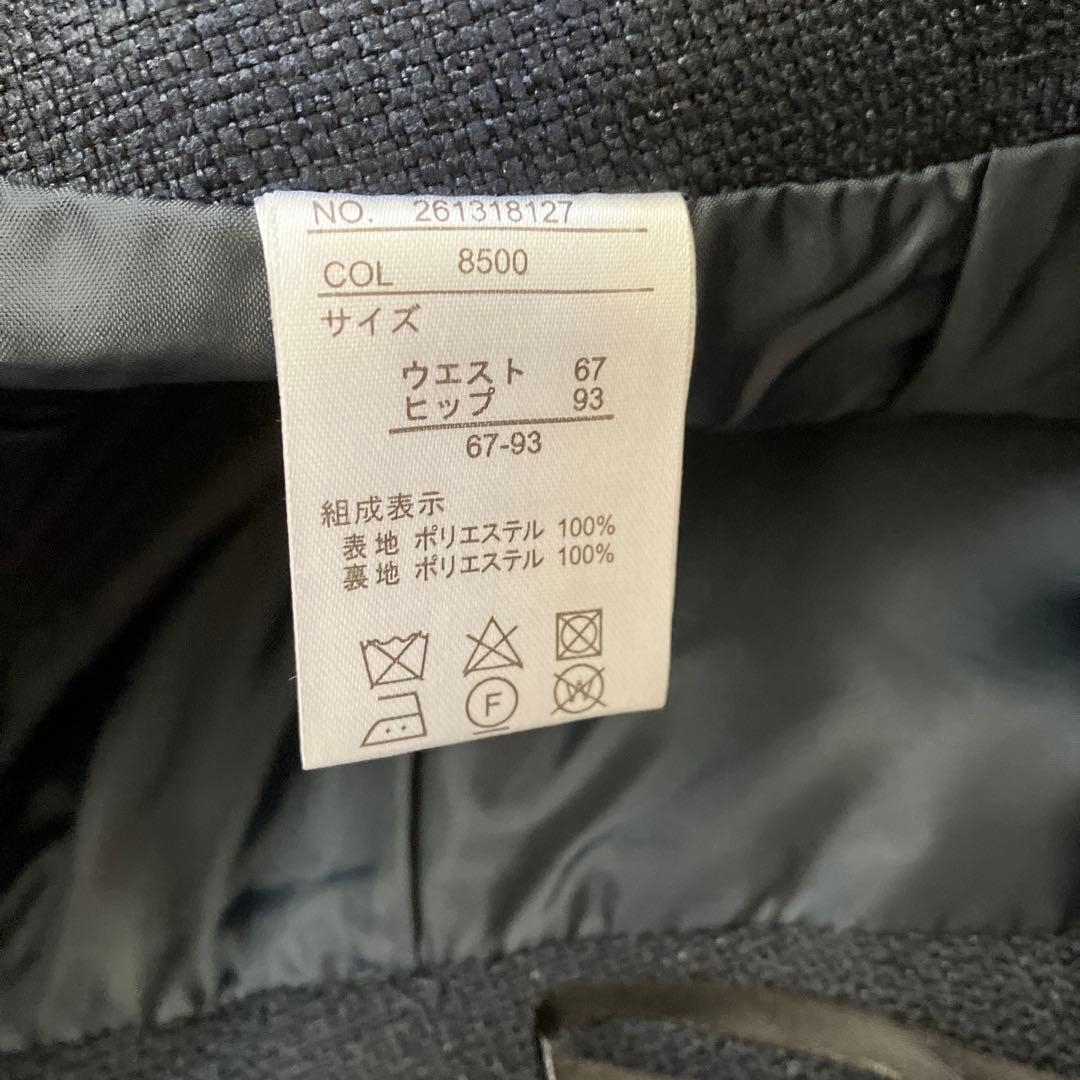 NO. 261318127
COL 8500
サイズ
ウエスト 67
ヒップ 93
67-93
組成表示
表地 ポリエステル 100%
裏地 ポリエステル 100%
F W